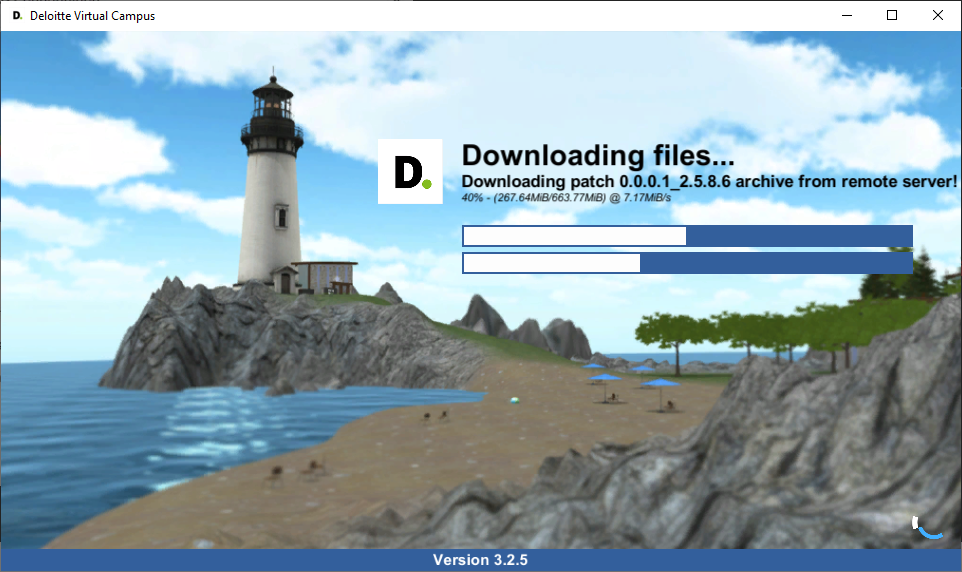 D. Deloitte Virtual Campus
D.
Downloading files...
Downloading patch 0.0.0.1_2.5.8.6 archive from remote server!
40% - (267.64MiB/663.77MiB) @ 7.17MiB/s
Version 3.2.5